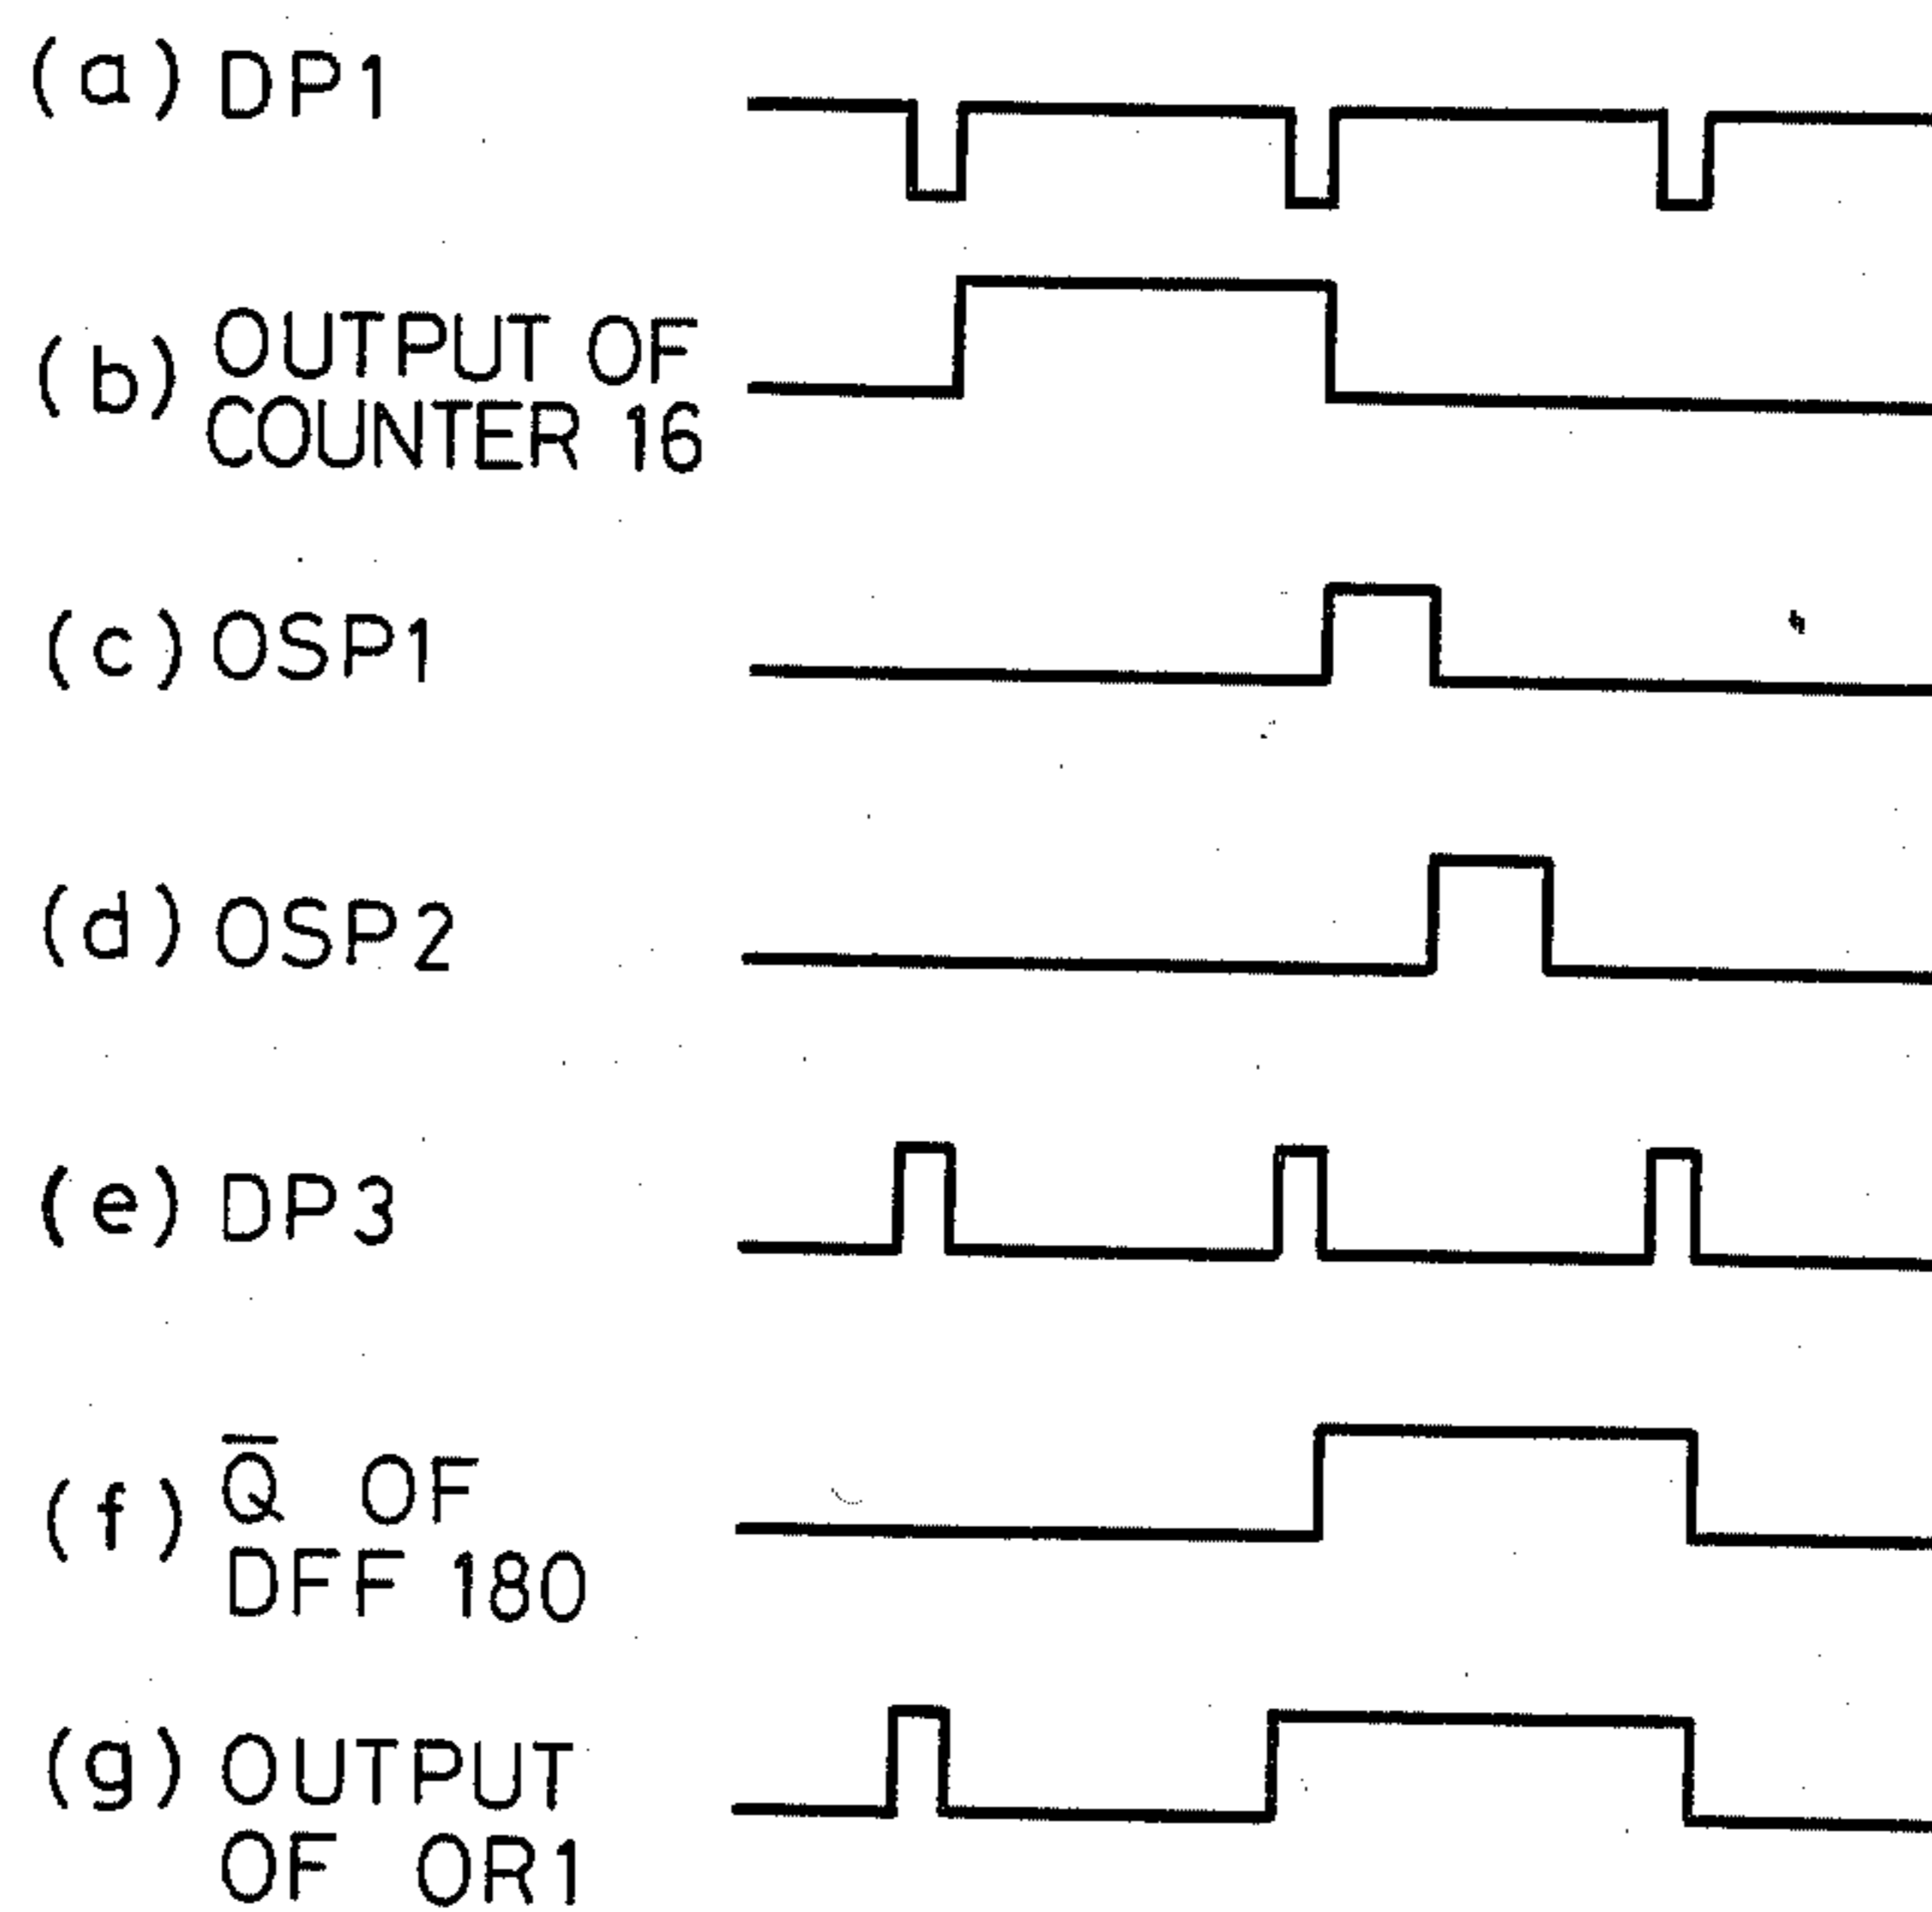 (a) DP1
(b) OUTPUT OF
COUNTER 16
(c) OSP1
(d) OSP2
(e) DP3
(f) Q̅ OF
DFF 180
(g) OUTPUT
OF OR1